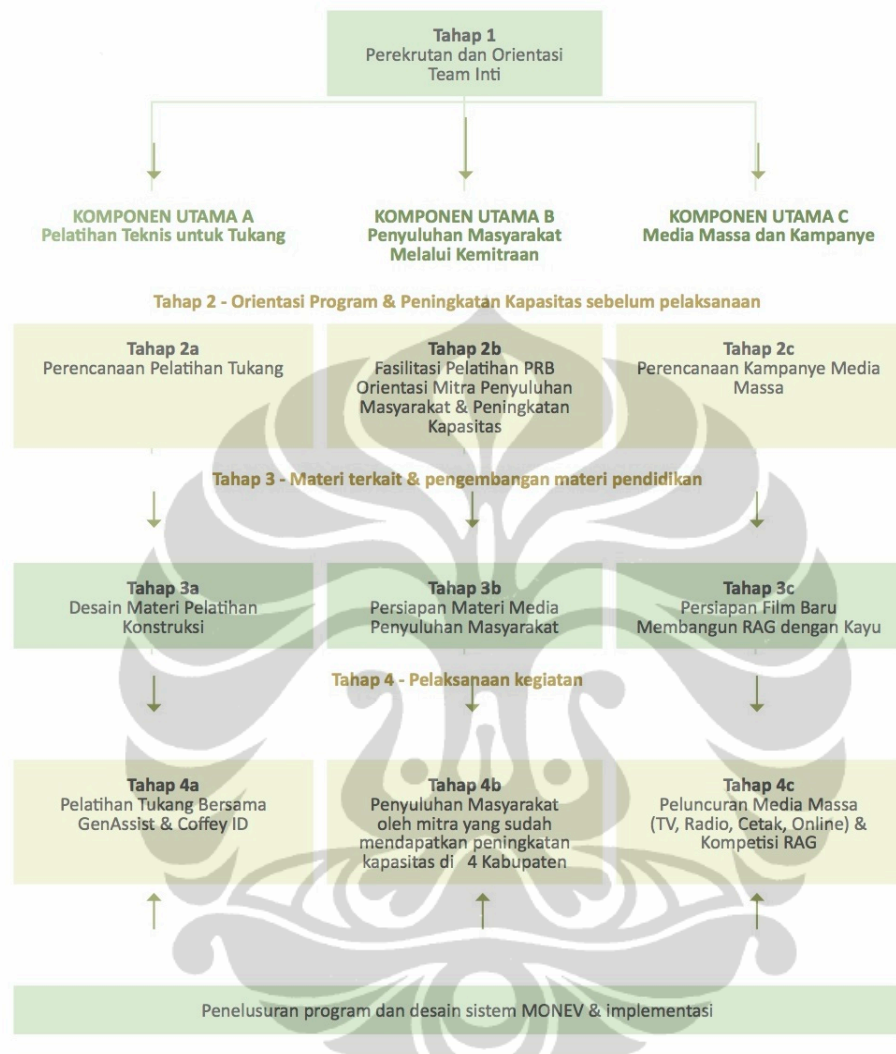 Tahap 1
Perekrutan dan Orientasi
Team Inti
KOMPONEN UTAMA A
Pelatihan Teknis untuk Tukang
KOMPONEN UTAMA B
Penyuluhan Masyarakat
Melalui Kemitraan
KOMPONEN UTAMA C
Media Massa dan Kampanye
Tahap 2 - Orientasi Program & Peningkatan Kapasitas sebelum pelaksanaan
Tahap 2a
Perencanaan Pelatihan Tukang
Tahap 2b
Fasilitasi Pelatihan PRB
Orientasi Mitra Penyuluhan
Masyarakat & Peningkatan
Kapasitas
Tahap 2c
Perencanaan Kampanye Media
Massa
Tahap 3 - Materi terkait & pengembangan materi pendidikan
Tahap 3a
Desain Materi Pelatihan
Konstruksi
Tahap 3b
Persiapan Materi Media
Penyuluhan Masyarakat
Tahap 3c
Persiapan Film Baru
Membangun RAG dengan Kayu
Tahap 4 - Pelaksanaan kegiatan
Tahap 4a
Pelatihan Tukang Bersama
GenAssist & Coffey ID
Tahap 4b
Penyuluhan Masyarakat
oleh mitra yang sudah
mendapatkan peningkatan
kapasitas di 4 Kabupaten
Tahap 4c
Peluncuran Media Massa
(TV, Radio, Cetak, Online) &
Kompetisi RAG
Penelusuran program dan desain sistem MONEV & implementasi